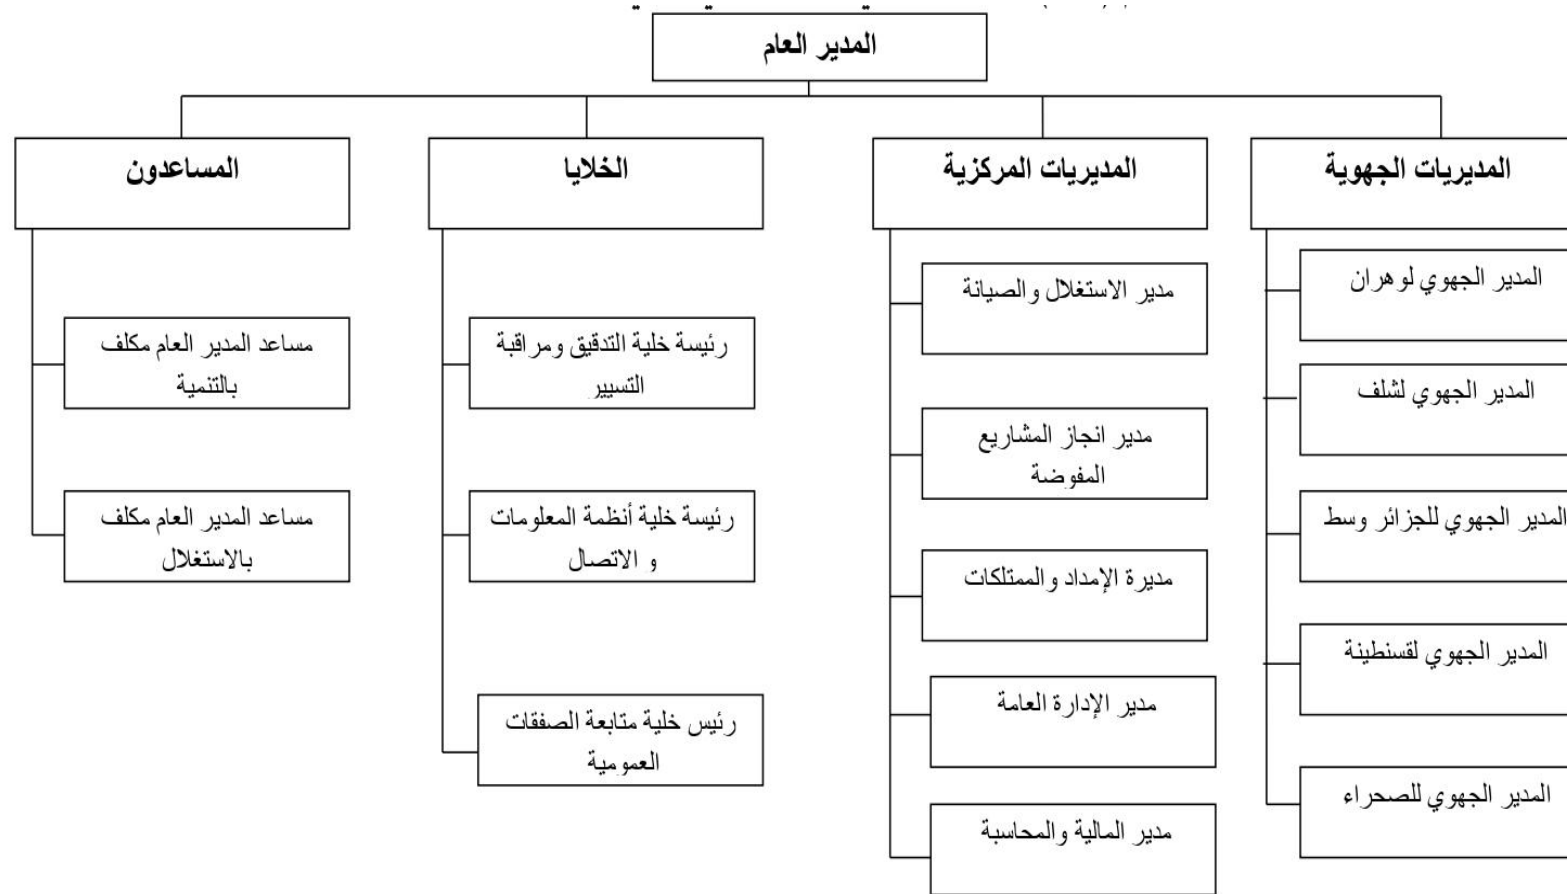 المدير العام
المديريات الجهوية
المديريات المركزية
الخلايا
المساعدون
المدير الجهوي لوهران
المدير الجهوي لشلف
المدير الجهوي للجزائر وسط
المدير الجهوي لقسنطينة
المدير الجهوي للصحراء
مدير الاستغلال والصيانة
مدير انجاز المشاريع
المفوضة
مديرة الإمداد والممتلكات
مدير الإدارة العامة
مدير المالية والمحاسبة
رئيسة خلية التدقيق ومراقبة
التسيير
رئيسة خلية أنظمة المعلومات
و الاتصال
رئيس خلية متابعة الصفقات
العمومية
مساعد المدير العام مكلف
بالتنمية
مساعد المدير العام مكلف
بالاستغلال